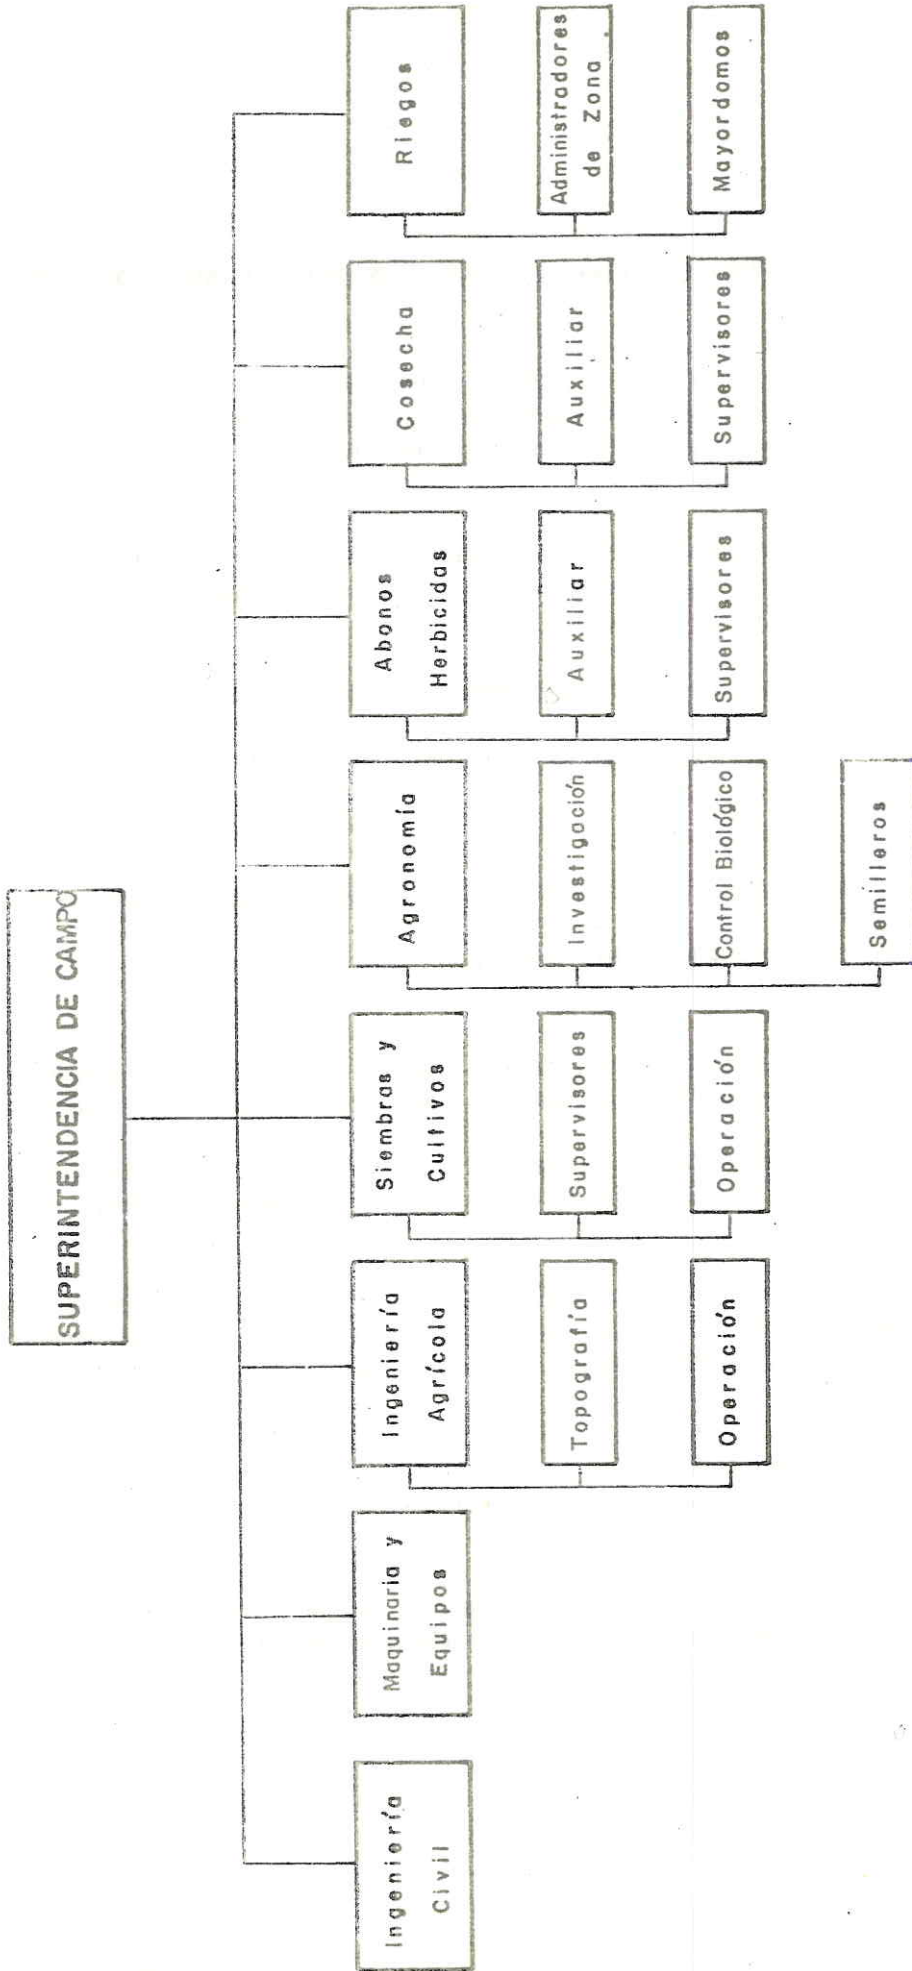 SUPERINTENDENCIA DE CAMPO
Ingeniería
Civil
Maquinaria y
Equipos
Ingeniería
Agrícola
Topografía
Operación
Siembras y
Cultivos
Supervisores
Operación
Agronomía
Investigación
Control Biológico
Semilleros
Abonos
Herbicidas
Auxiliar
Supervisores
Cosecha
Auxiliar
Supervisores
Riegos
Administradores
de Zona
Mayordomos